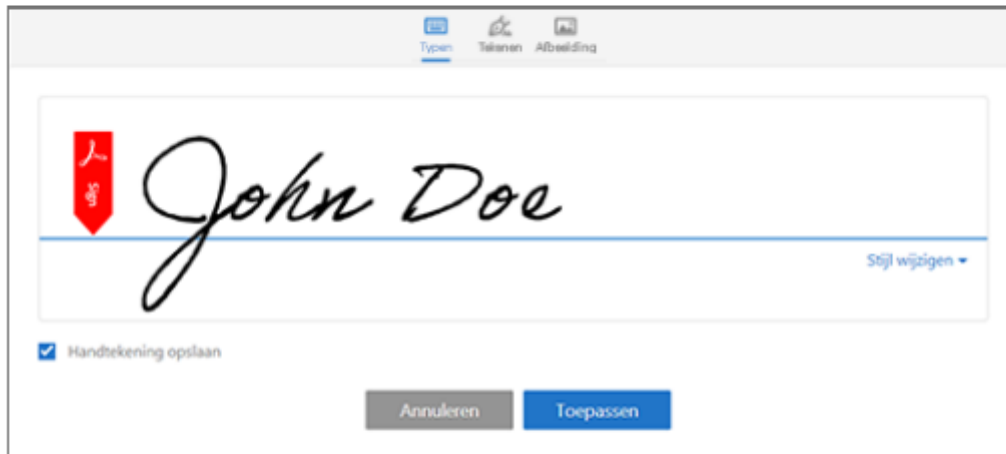 Typen Tekenen Afbeelding
Sign
John Doe
Stijl wijzigen
Handtekening opslaan
Annuleren Toepassen